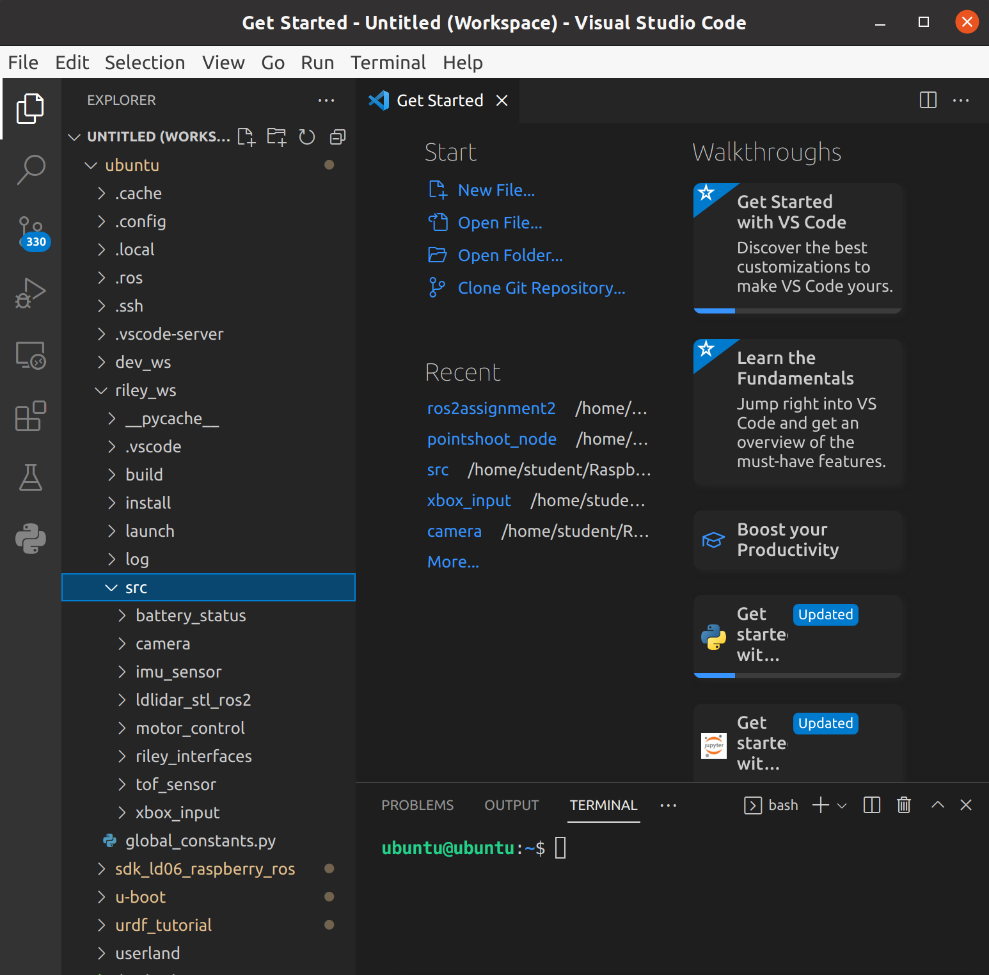 Get Started - Untitled (Workspace) - Visual Studio Code
File Edit Selection View Go Run Terminal Help
EXPLORER
UNTITLED (WORKS...
ubuntu
.cache
.config
.local
.ros
.ssh
.vscode-server
dev_ws
riley_ws
__pycache__
.vscode
build
install
launch
log
src
battery_status
camera
imu_sensor
ldlidar_stl_ros2
motor_control
riley_interfaces
tof_sensor
xbox_input
global_constants.py
sdk_ld06_raspberry_ros
u-boot
urdf_tutorial
userland
330
Get Started
Start
New File...
Open File...
Open Folder...
Clone Git Repository...
Recent
ros2assignment2 /home/...
pointshoot_node /home/...
src /home/student/Raspb...
xbox_input /home/stude...
camera /home/student/R...
More...
Walkthroughs
Get Started
with VS Code
Discover the best
customizations to
make VS Code yours.
Learn the
Fundamentals
Jump right into VS
Code and get an
overview of the
must-have features.
Boost your
Productivity
Get
starte
wit...
Updated
Get
starte
wit...
Updated
jupyter
PROBLEMS OUTPUT TERMINAL
bash
ubuntu@ubuntu:~$